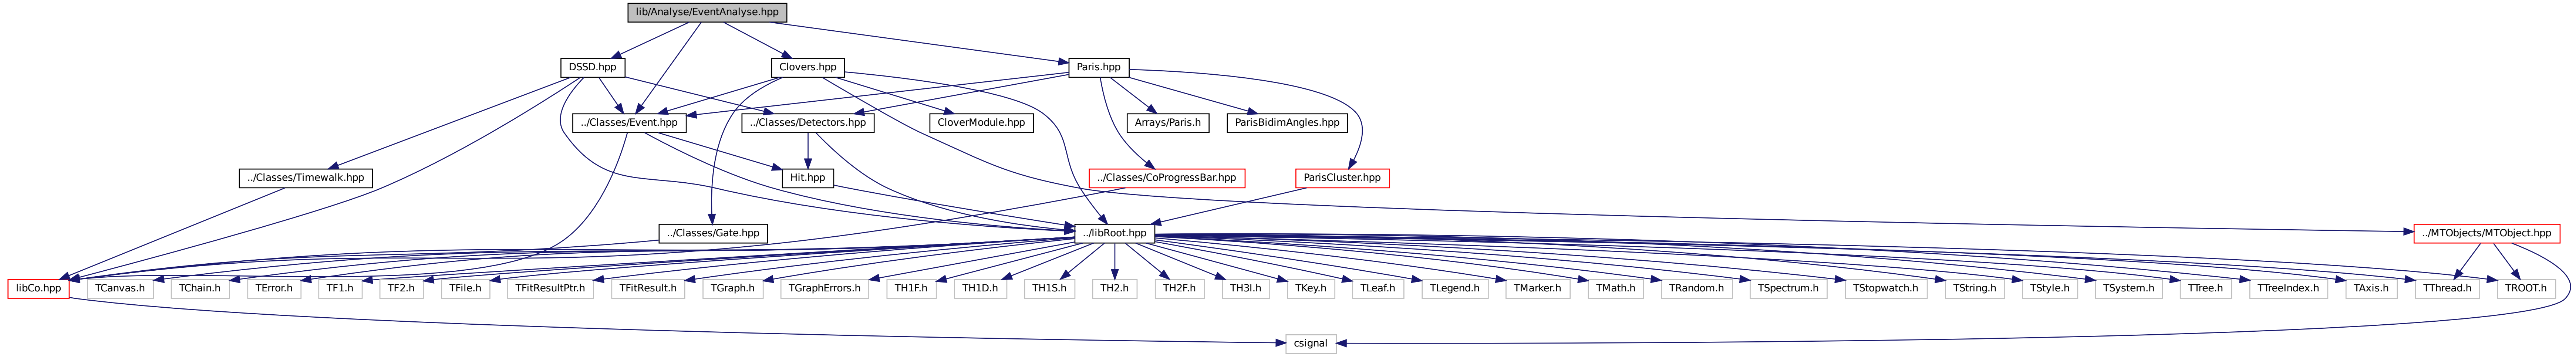 lib/Analyse/EventAnalyse.hpp
DSSD.hpp
Clovers.hpp
Paris.hpp
../Classes/Event.hpp
../Classes/Detectors.hpp
CloverModule.hpp
Arrays/Paris.h
ParisBidimAngles.hpp
../Classes/Timewalk.hpp
Hit.hpp
../Classes/CoProgressBar.hpp
ParisCluster.hpp
../Classes/Gate.hpp
../libRoot.hpp
../MTObjects/MTObject.hpp
libCo.hpp
TCanvas.h
TChain.h
TError.h
TF1.h
TF2.h
TFile.h
TFitResultPtr.h
TFitResult.h
TGraph.h
TGraphErrors.h
TH1F.h
TH1D.h
TH1S.h
TH2.h
TH2F.h
TH3I.h
TKey.h
TLeaf.h
TLegend.h
TMarker.h
TMath.h
TRandom.h
TSpectrum.h
TStopwatch.h
TString.h
TStyle.h
TSystem.h
TTree.h
TTreeIndex.h
TAxis.h
TThread.h
TROOT.h
csignal